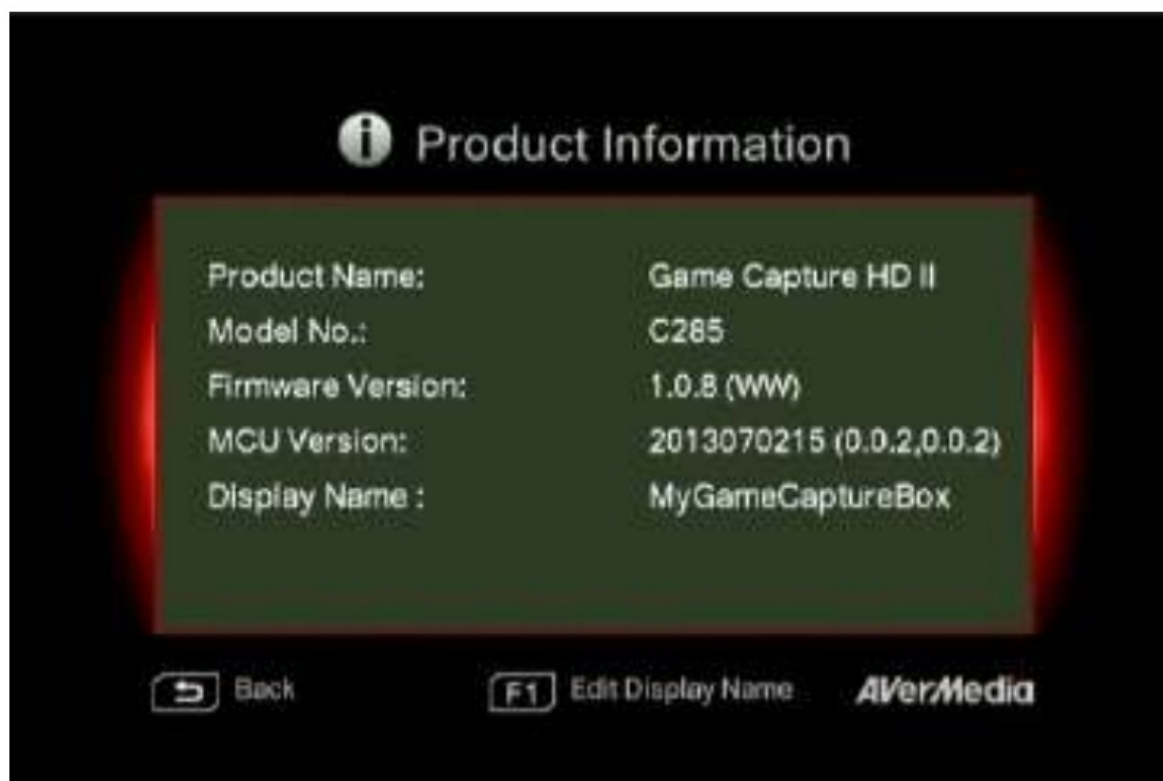 i Product Information
Product Name: Game Capture HD II
Model No.: C285
Firmware Version: 1.0.8 (WW)
MCU Version: 2013070215 (0.0.2,0.0.2)
Display Name : MyGameCaptureBox
Back F1 Edit Display Name AVerMedia